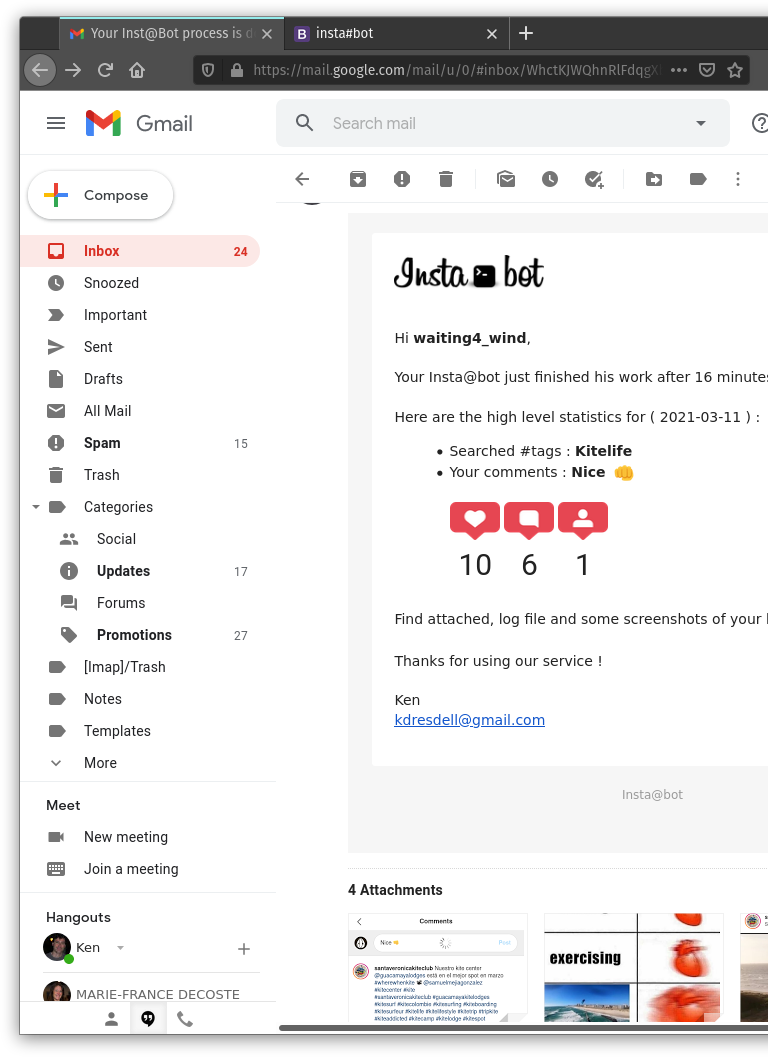 Your Inst@Bot process is d
insta#bot
https://mail.google.com/mail/u/0/#inbox/WhctKJWQhnRlFdqgX
Gmail
Search mail
Compose
Inbox 24
Snoozed
Important
Sent
Drafts
All Mail
Spam 15
Trash
Categories
Social
Updates 17
Forums
Promotions 27
[Imap]/Trash
Notes
Templates
More
Meet
New meeting
Join a meeting
Hangouts
Ken
MARIE-FRANCE DECOSTE
Insta bot
Hi waiting4_wind,
Your Insta@bot just finished his work after 16 minutes
Here are the high level statistics for ( 2021-03-11 ) :
Searched #tags : Kitelife
Your comments : Nice 👊
10 6 1
Find attached, log file and some screenshots of your
Thanks for using our service !
Ken
kdresdell@gmail.com
Insta@bot
4 Attachments
Comments
Nice
Post
santaveronicakiteclub Nuestro kite center
@guacamayalodges está en el mejor spot en marzo
#wherewhenkite @samuelmejiagonzalez
#kitecenter #kite
#santaveronicakiteclub #guacamayakitelodges
#kitesurf #kitecolombie #kitesurfing #kiteboarding
#kitesurfeur #kitelife #kitelifestyle #kitetrip #tripkite
#kiteaddicted #kitecamp #kitelodge #kitespot
exercising